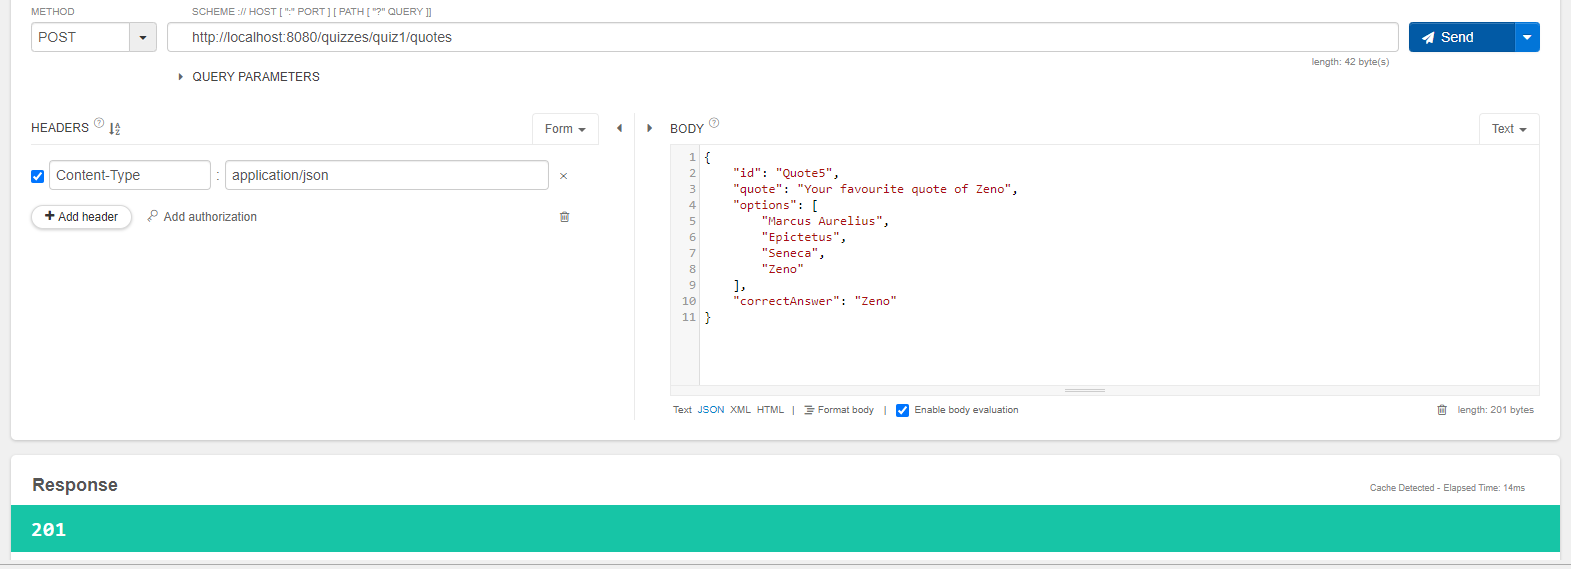 METHOD
SCHEME :// HOST [ ":" PORT ] [ PATH [ "?" QUERY ]]
POST
http://localhost:8080/quizzes/quiz1/quotes
Send
length: 42 byte(s)
QUERY PARAMETERS
HEADERS ? A Z
Form
BODY ?
Text
Content-Type : application/json ×
+ Add header
Add authorization
1 {
2 "id": "Quote5",
3 "quote": "Your favourite quote of Zeno",
4 "options": [
5 "Marcus Aurelius",
6 "Epictetus",
7 "Seneca",
8 "Zeno"
9 ],
10 "correctAnswer": "Zeno"
11 }
Text JSON XML HTML | Format body | Enable body evaluation
length: 201 bytes
Response
Cache Detected - Elapsed Time: 14ms
201